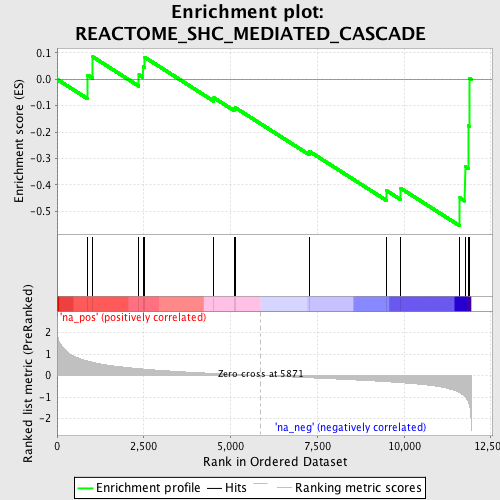 Enrichment plot:
REACTOME_SHC_MEDIATED_CASCADE
Enrichment score (ES)
0.1
0.0
-0.1
-0.2
-0.3
-0.4
-0.5
'na_pos' (positively correlated)
Ranked list metric (PreRanked)
2
1
0
-1
-2
Zero cross at 5871
'na_neg' (negatively correlated)
0
2,500
5,000
7,500
10,000
12,500
Rank in Ordered Dataset
Enrichment profile
Hits
Ranking metric scores